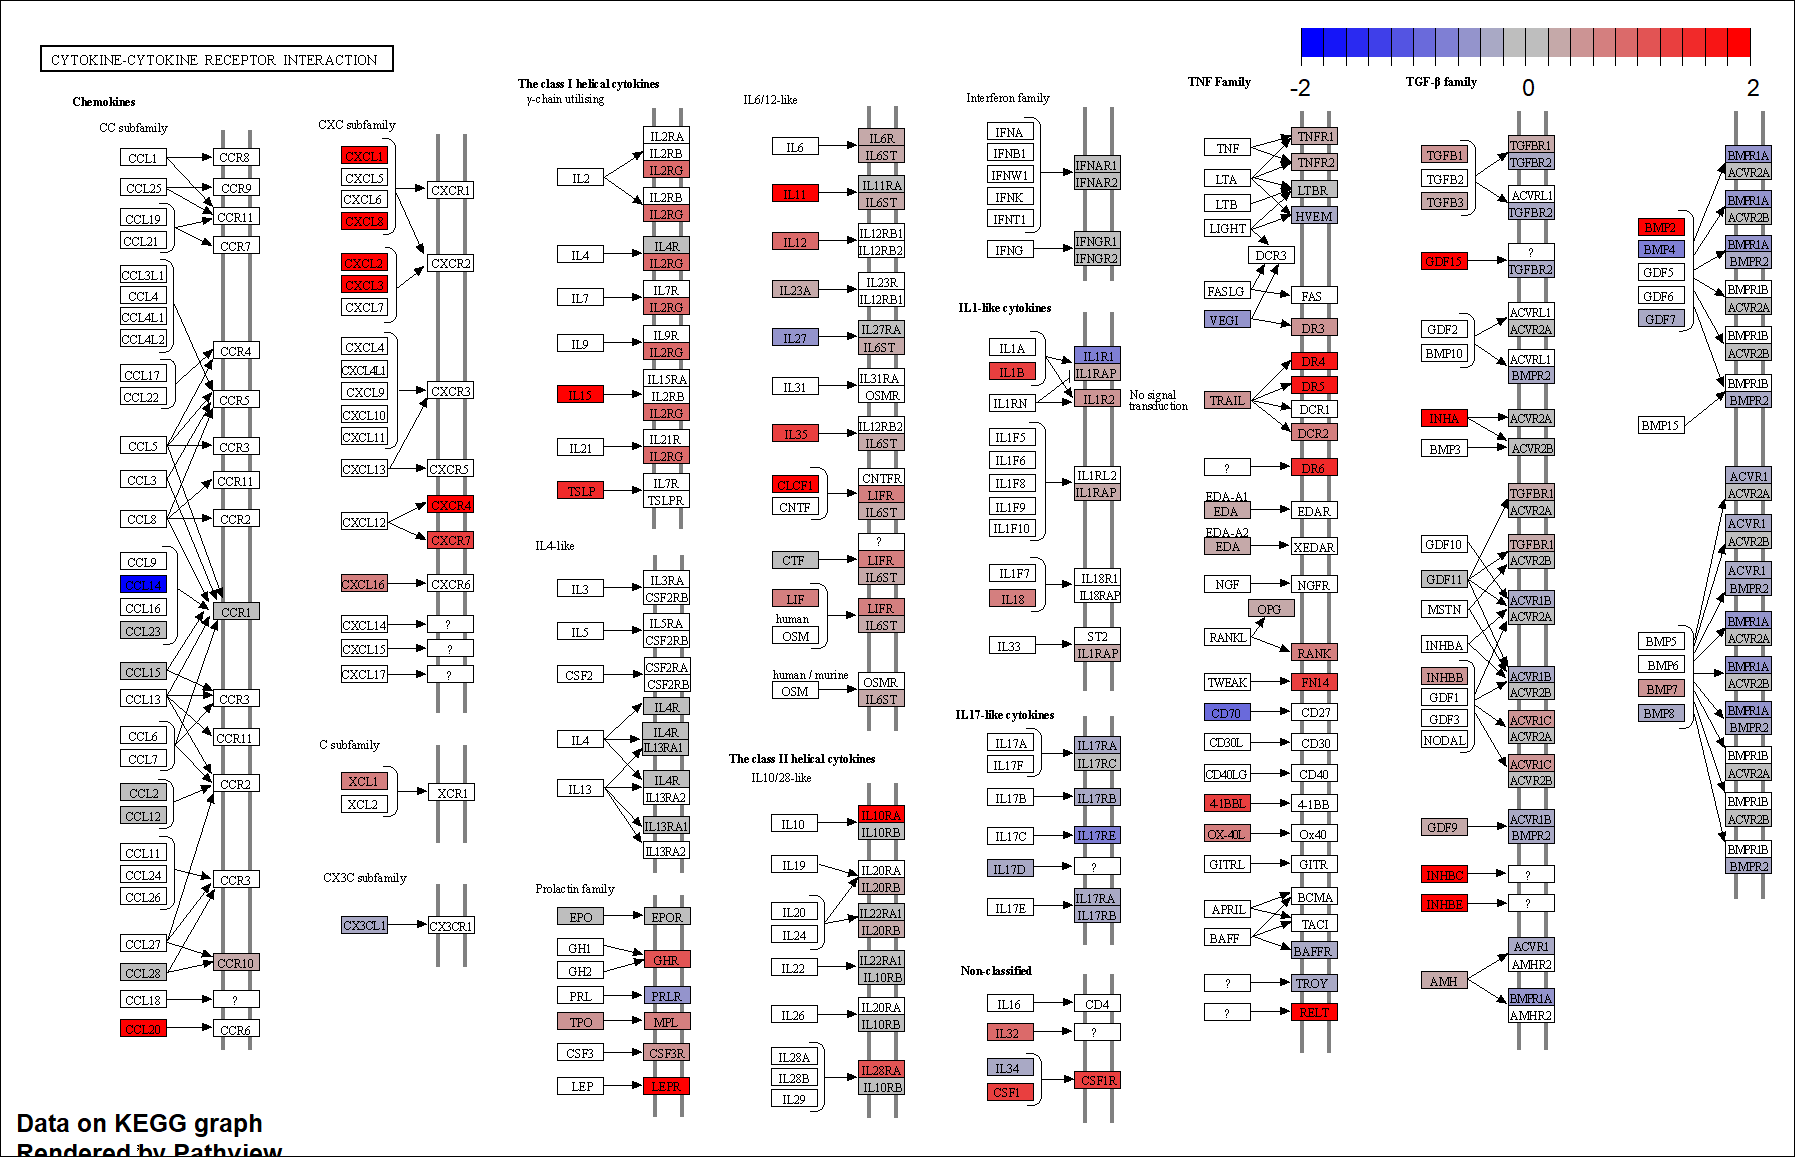 CYTOKINE-CYTOKINE RECEPTOR INTERACTION
-2
0
2
Chemokines
CC subfamily
CCL1
CCR8
CCL25
CCR9
CCL19
CCR11
CCL21
CCR7
CCL3L1
CCL4
CCL4L1
CCL4L2
CCR4
CCL17
CCL22
CCR5
CCL5
CCR3
CCL3
CCR11
CCL8
CCR2
CCL9
CCL16
CCL23
CCR1
CCL15
CCL13
CCR3
CCL6
CCR11
CCL7
CCR2
CCL2
CCL12
CCL11
CCL24
CCR3
CCL26
CCL27
CCR10
CCL28
CCL18
?
CCL20
CCR6
CXC subfamily
CXCL1
CXCL5
CXCR1
CXCL6
CXCL8
CXCL2
CXCR2
CXCL3
CXCL7
CXCL4
CXCL4L1
CXCL9
CXCR3
CXCL10
CXCL11
CXCL13
CXCR5
CXCR4
CXCL12
CXCR7
CXCL16
CXCR6
CXCL14
?
CXCL15
?
CXCL17
?
C subfamily
XCL1
XCL2
XCR1
CX3C subfamily
CX3CL1
CX3CR1
The class I helical cytokines
γ-chain utilising
IL2RA
IL2RB
IL2RG
IL2
IL2RB
IL2RG
IL4
IL4R
IL2RG
IL7
IL7R
IL2RG
IL9
IL9R
IL2RG
IL15
IL15RA
IL2RB
IL2RG
IL21
IL21R
IL2RG
TSLP
IL7R
TSLPR
IL4-like
IL3
IL3RA
CSF2RB
IL5
IL5RA
CSF2RB
CSF2
CSF2RA
CSF2RB
IL4R
IL4
IL4R
IL13RA1
IL13
IL4R
IL13RA2
IL13RA1
IL13RA2
Prolactin family
EPO
EPOR
GH1
GH2
GHR
PRL
PRLR
TPO
MPL
CSF3
CSF3R
LEP
LEPR
IL6/12-like
IL6
IL6R
IL6ST
IL11
IL11RA
IL6ST
IL12
IL12RB1
IL12RB2
IL23A
IL23R
IL12RB1
IL27
IL27RA
IL6ST
IL31
IL31RA
OSMR
IL35
IL12RB2
IL6ST
CLCF1
CNTF
CNTFR
LIFR
IL6ST
CTF
?
LIFR
IL6ST
LIF
human
OSM
LIFR
IL6ST
human / murine
OSM
OSMR
IL6ST
The class II helical cytokines
IL10/28-like
IL10
IL10RA
IL10RB
IL19
IL20RA
IL20RB
IL20
IL24
IL22RA1
IL20RB
IL22
IL22RA1
IL10RB
IL26
IL20RA
IL10RB
IL28A
IL28B
IL29
IL28RA
IL10RB
Interferon family
IFNA
IFNB1
IFNW1
IFNK
IFNT1
IFNAR1
IFNAR2
IFNG
IFNGR1
IFNGR2
IL1-like cytokines
IL1A
IL1B
IL1R1
IL1RAP
IL1RN
IL1R2
No signal
transduction
IL1F5
IL1F6
IL1F8
IL1F9
IL1F10
IL1RL2
IL1RAP
IL1F7
IL18
IL18R1
IL18RAP
IL33
ST2
IL1RAP
IL17-like cytokines
IL17A
IL17F
IL17RA
IL17RC
IL17B
IL17RB
IL17C
IL17RE
IL17D
?
IL17E
IL17RA
IL17RB
Non-classified
IL16
CD4
IL32
?
IL34
CSF1
CSF1R
TNF Family
TNF
TNFR1
LTA
TNFR2
LTB
LTBR
LIGHT
HVEM
DCR3
FASLG
FAS
VEGI
DR3
DR4
TRAIL
DR5
DCR1
DCR2
?
DR6
EDA-A1
EDA
EDAR
EDA-A2
EDA
XEDAR
NGF
NGFR
OPG
RANKL
RANK
TWEAK
FN14
CD70
CD27
CD30L
CD30
CD40LG
CD40
4-1BBL
4-1BB
OX-40L
Ox40
GITRL
GITR
APRIL
BCMA
BAFF
TACI
BAFFR
?
TROY
?
RELT
TGF-β family
TGFB1
TGFB2
TGFB3
TGFBR1
TGFBR2
ACVRL1
TGFBR2
GDF15
?
TGFBR2
GDF2
BMP10
ACVRL1
ACVR2A
ACVRL1
BMPR2
INHA
ACVR2A
BMP3
ACVR2B
TGFBR1
ACVR2A
GDF10
TGFBR1
ACVR2B
GDF11
MSTN
ACVR1B
ACVR2A
INHBA
INHBB
ACVR1B
ACVR2B
GDF1
GDF3
NODAL
ACVR1C
ACVR2A
ACVR1C
ACVR2B
GDF9
ACVR1B
BMPR2
INHBC
?
INHBE
?
AMH
ACVR1
AMHR2
BMPR1A
AMHR2
BMP2
BMP4
GDF5
GDF6
GDF7
BMP15
BMPR1A
ACVR2A
BMPR1A
ACVR2B
BMPR1A
BMPR2
BMPR1B
ACVR2A
BMPR1B
ACVR2B
BMPR1B
BMPR2
BMP5
BMP6
BMP7
BMP8
ACVR1
ACVR2A
ACVR1
ACVR2B
ACVR1
BMPR2
BMPR1A
ACVR2A
BMPR1A
ACVR2B
BMPR1A
BMPR2
BMPR1B
ACVR2A
BMPR1B
ACVR2B
BMPR1B
BMPR2
Data on KEGG graph
Rendered by Pathview